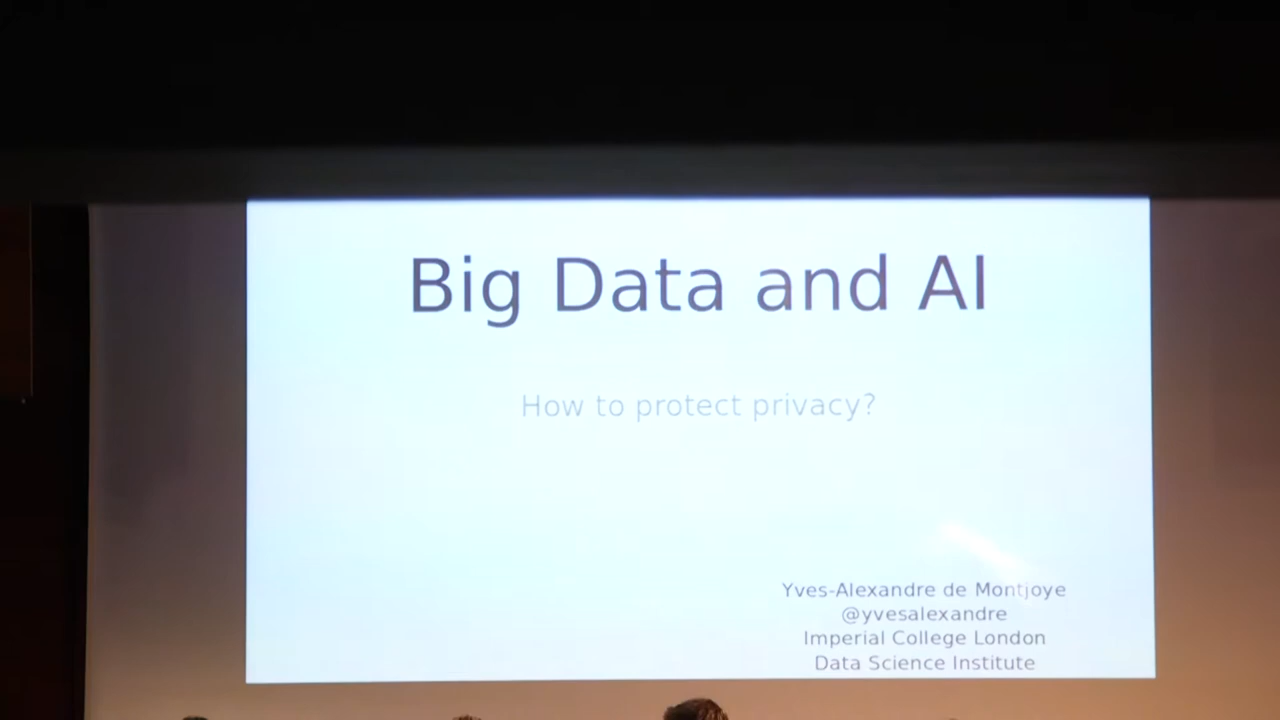 Big Data and AI
How to protect privacy?
Yves-Alexandre de Montjoye
@yvesalexandre
Imperial College London
Data Science Institute